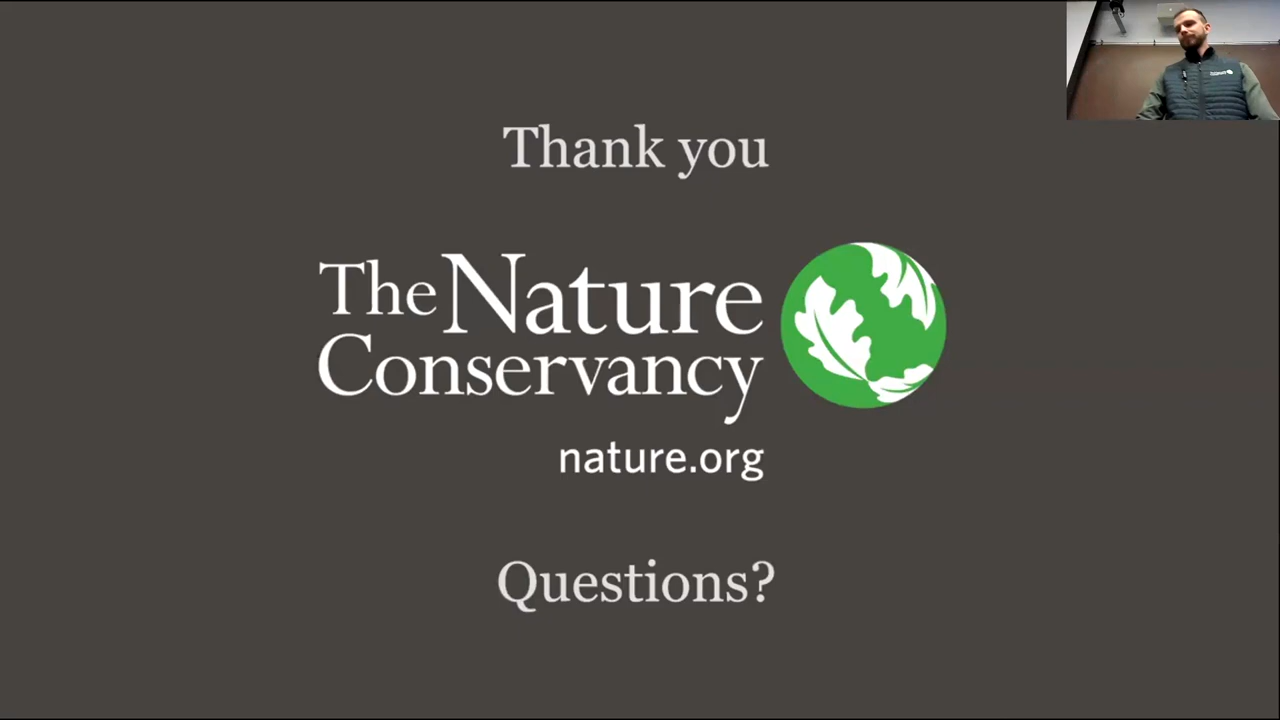 Thank you
The Nature
Conservancy
nature.org
Questions?